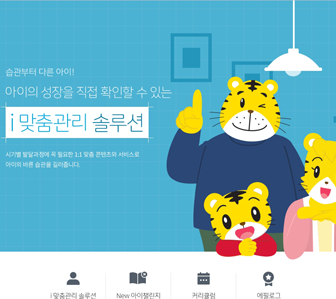 습관부터 다른 아이!
아이의 성장을 직접 확인할 수 있는
i 맞춤관리 솔루션
시기별 발달과정에 꼭 필요한 1:1 맞춤 콘텐츠와 서비스로
아이의 바른 습관을 길러줍니다.
i 맞춤관리 솔루션
New 아이챌린지
커리큘럼
에필로그